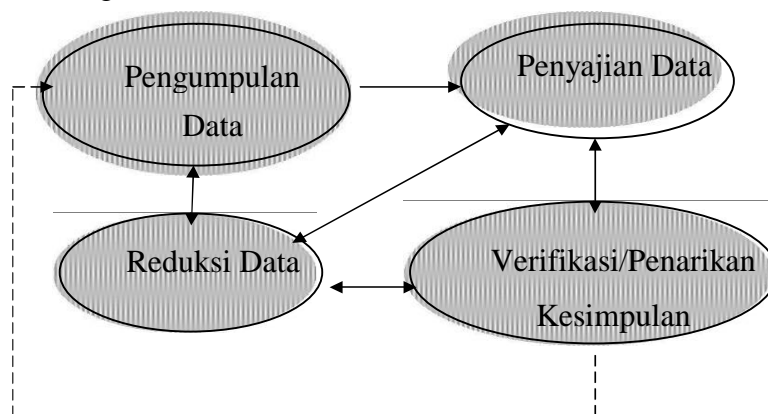 Pengumpulan
Data
Penyajian Data
Reduksi Data
Verifikasi/Penarikan
Kesimpulan